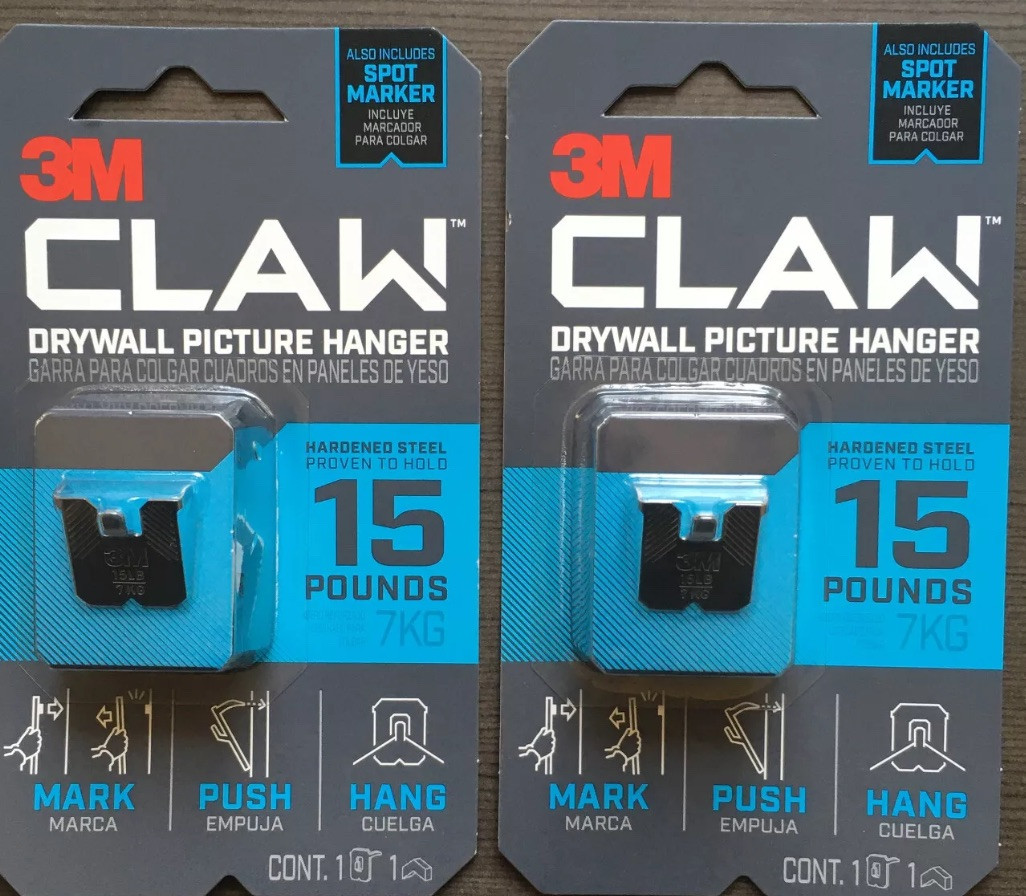 ALSO INCLUDES
SPOT
MARKER
INCLUYE
MARCADOR
PARA COLGAR
3M
CLAW™
DRYWALL PICTURE HANGER
GARRA PARA COLGAR CUADROS EN PANELES DE YESO
HARDENED STEEL
PROVEN TO HOLD
15
POUNDS
7KG
3M
15LB
7KG
MARK
MARCA
PUSH
EMPUJA
HANG
CUELGA
CONT. 1 1
ALSO INCLUDES
SPOT
MARKER
INCLUYE
MARCADOR
PARA COLGAR
3M
CLAW™
DRYWALL PICTURE HANGER
GARRA PARA COLGAR CUADROS EN PANELES DE YESO
HARDENED STEEL
PROVEN TO HOLD
15
POUNDS
7KG
3M
15LB
7KG
MARK
MARCA
PUSH
EMPUJA
HANG
CUELGA
CONT. 1 1